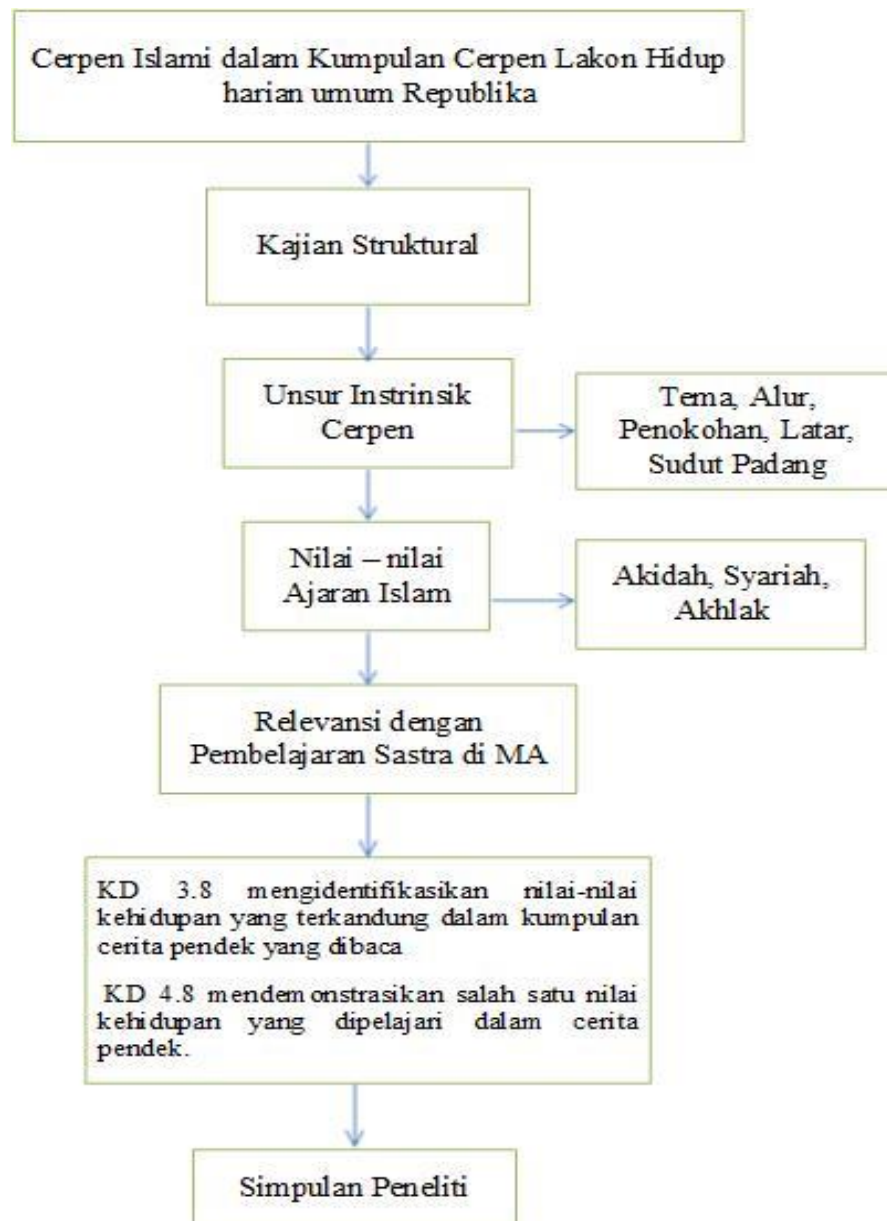 Cerpen Islami dalam Kumpulan Cerpen Lakon Hidup
harian umum Republika
Kajian Struktural
Unsur Instrinsik
Cerpen
Tema, Alur,
Penokohan, Latar,
Sudut Padang
Nilai – nilai
Ajaran Islam
Akidah, Syariah,
Akhlak
Relevansi dengan
Pembelajaran Sastra di MA
KD 3.8 mengidentifikasikan nilai-nilai
kehidupan yang terkandung dalam kumpulan
cerita pendek yang dibaca
KD 4.8 mendemonstrasikan salah satu nilai
kehidupan yang dipelajari dalam cerita
pendek.
Simpulan Peneliti